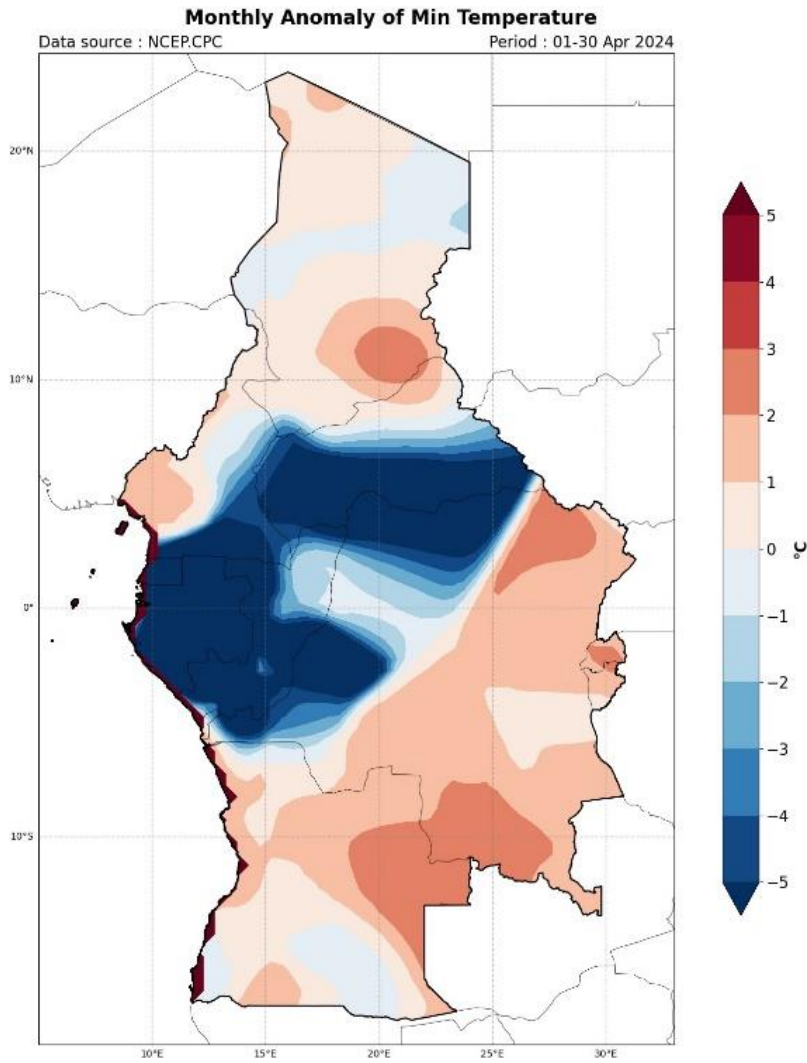 Monthly Anomaly of Min Temperature
Data source : NCEP.CPC Period : 01-30 Apr 2024
20°N
10°N
0°
10°S
10°E 15°E 20°E 25°E 30°E
5
4
3
2
1
0
−1
−2
−3
−4
−5
°C